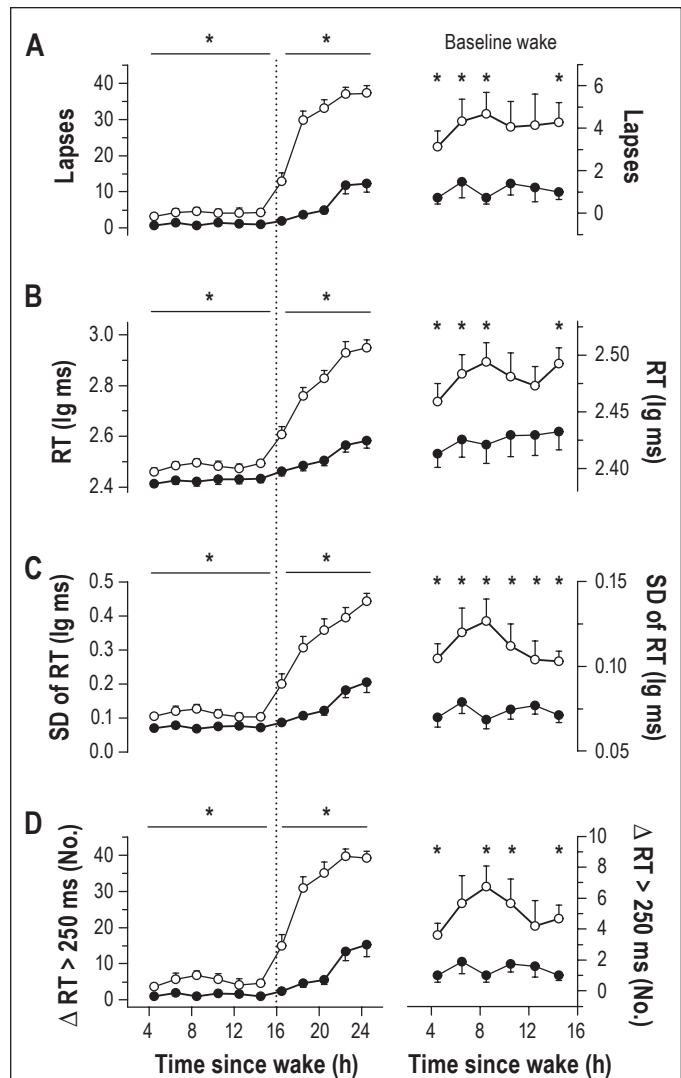 A
*
*
Baseline wake
Lapses
40
30
20
10
0
* * * *
6
4
2
0
Lapses
B
*
*
RT (lg ms)
3.0
2.8
2.6
2.4
* * * *
2.50
2.45
2.40
RT (lg ms)
C
*
*
SD of RT (lg ms)
0.5
0.4
0.3
0.2
0.1
0.0
* * * * * *
0.15
0.10
0.05
SD of RT
(lg ms)
D
*
*
Δ RT > 250 ms (No.)
40
30
20
10
0
* * * *
10
8
6
4
2
0
Δ RT > 250
ms (No.)
4 8 12 16 20 24
Time since wake (h)
4 8 12 16
Time since wake (h)